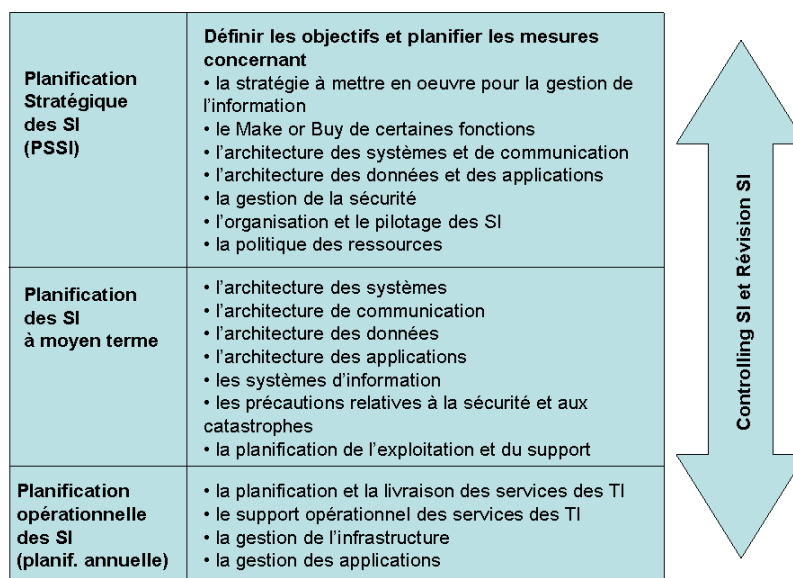 Planification
Stratégique
des SI
(PSSI)
Définir les objectifs et planifier les mesures
concernant
• la stratégie à mettre en oeuvre pour la gestion de
l'information
• le Make or Buy de certaines fonctions
• l'architecture des systèmes et de communication
• l'architecture des données et des applications
• la gestion de la sécurité
• l'organisation et le pilotage des SI
• la politique des ressources
Planification
des SI
à moyen terme
• l'architecture des systèmes
• l'architecture de communication
• l'architecture des données
• l'architecture des applications
• les systèmes d'information
• les précautions relatives à la sécurité et aux
catastrophes
• la planification de l'exploitation et du support
Planification
opérationnelle
des SI
(planif. annuelle)
• la planification et la livraison des services des TI
• le support opérationnel des services des TI
• la gestion de l'infrastructure
• la gestion des applications
Controlling SI et Révision SI